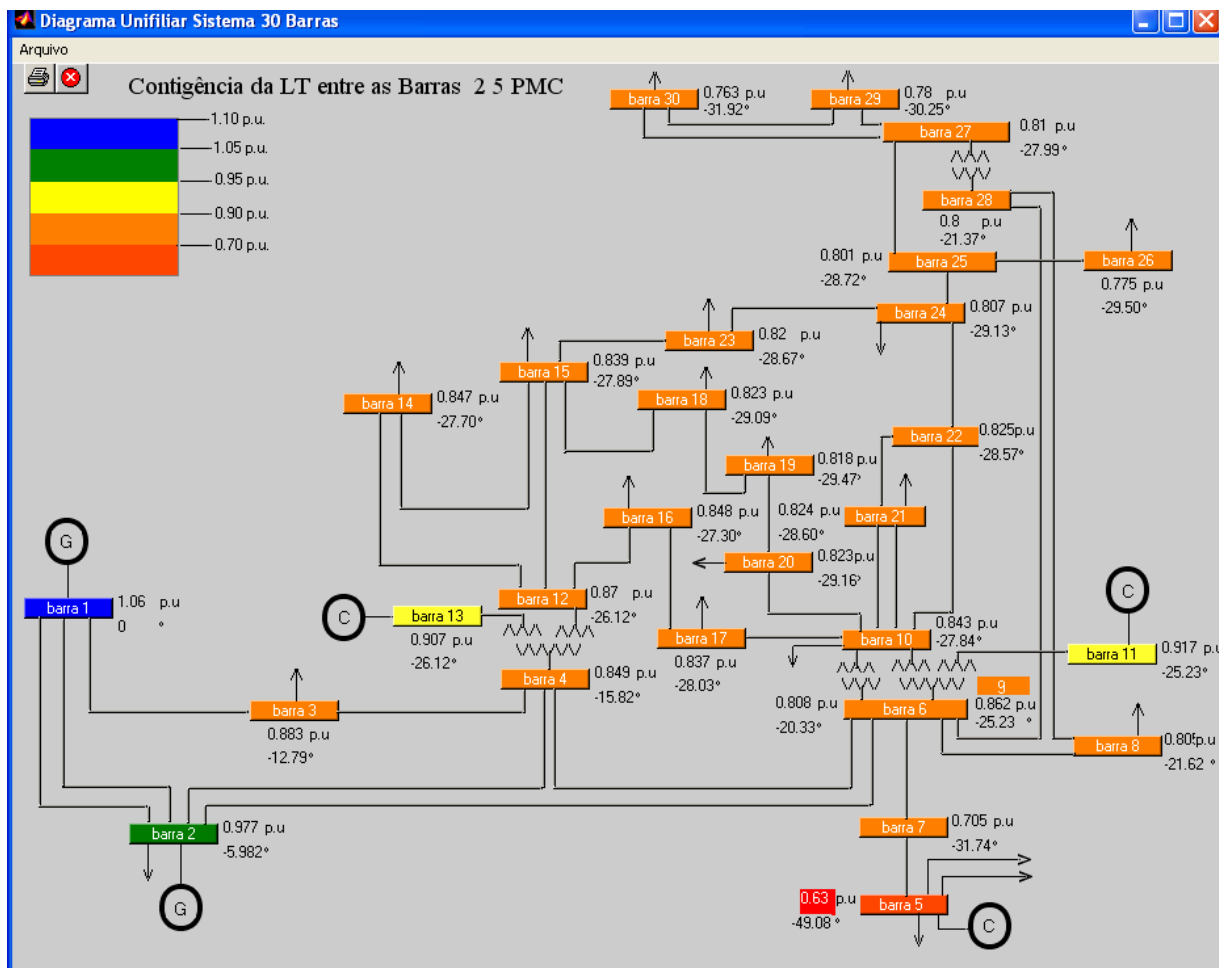 Diagrama Unifiliar Sistema 30 Barras
Arquivo
Contigência da LT entre as Barras 2 5 PMC
1.10 p.u.
1.05 p.u.
0.95 p.u.
0.90 p.u.
0.70 p.u.
barra 30
0.763 p.u
-31.92°
barra 29
0.78 p.u
-30.25°
barra 27
0.81 p.u
-27.99°
barra 28
0.8 p.u
-21.37°
barra 25
0.801 p.u
-28.72°
barra 26
0.775 p.u
-29.50°
barra 24
0.807 p.u
-29.13°
barra 23
0.82 p.u
-28.67°
barra 15
0.839 p.u
-27.89°
barra 18
0.823 p.u
-29.09°
barra 14
0.847 p.u
-27.70°
barra 22
0.825p.u
-28.57°
barra 19
0.818 p.u
-29.47°
barra 16
0.848 p.u
-27.30°
barra 21
0.824 p.u
-28.60°
barra 20
0.823p.u
-29.16°
G
barra 1
1.06 p.u
0 °
C
barra 13
0.907 p.u
-26.12°
barra 12
0.87 p.u
-26.12°
barra 17
0.837 p.u
-28.03°
barra 10
0.843 p.u
-27.84°
C
barra 11
0.917 p.u
-25.23°
barra 4
0.849 p.u
-15.82°
9
0.862 p.u
-25.23 °
barra 6
0.808 p.u
-20.33°
barra 3
0.883 p.u
-12.79°
barra 8
0.805p.u
-21.62 °
barra 2
0.977 p.u
-5.982°
G
barra 7
0.705 p.u
-31.74°
barra 5
0.63 p.u
-49.08 °
C